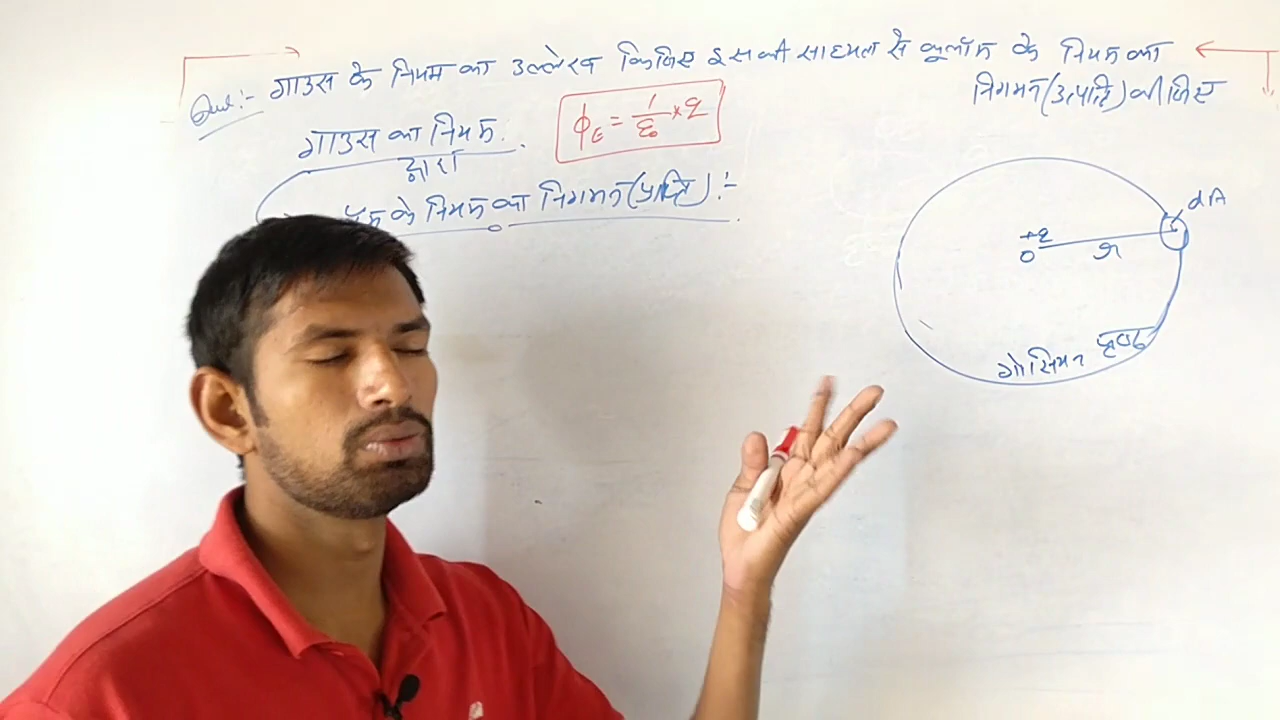 Que:- गाउस के नियम का उल्लेख किजिए इसकी सहायता से कूलॉम के नियम का
निगमन(उत्पत्ति) कीजिए
गाउस का नियम.
ϕE = 1/ε₀ × q
द्वारा
के नियम का निगमन(प्राप्ति) :-
dA
+q
O
r
गोसियन पृष्ठ